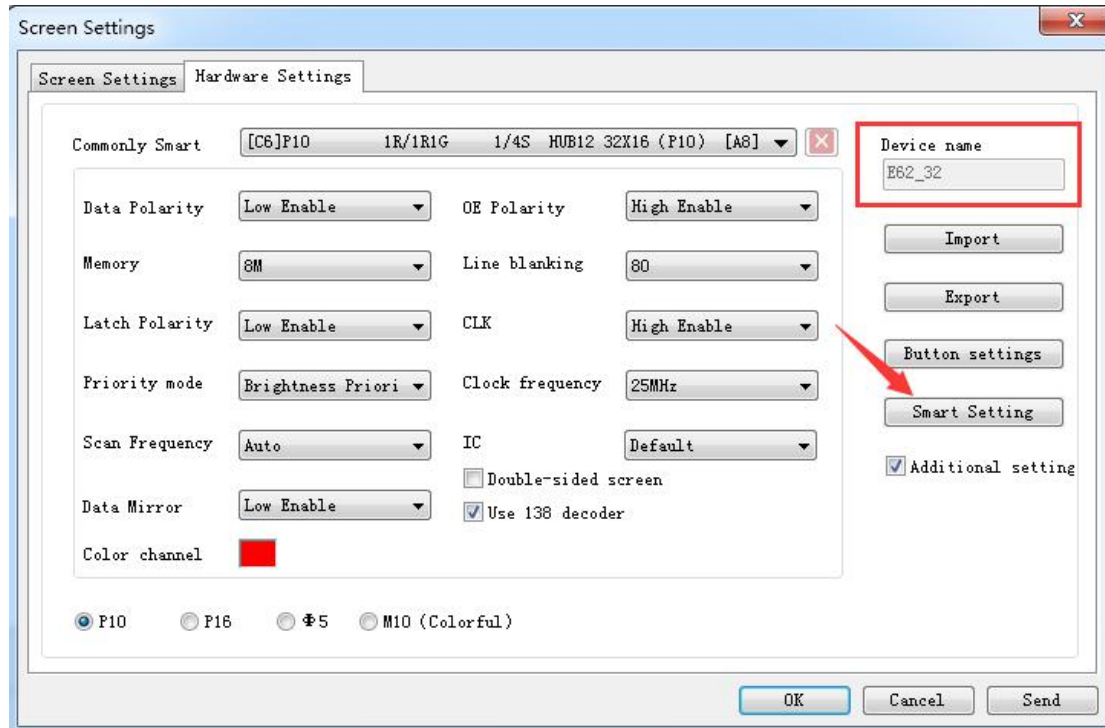 Screen Settings
Screen Settings Hardware Settings
Commonly Smart [C6]P10 1R/1R1G 1/4S HUB12 32X16 (P10) [A8]
Device name
E62_32
Data Polarity Low Enable OE Polarity High Enable
Import
Memory 8M Line blanking 80
Export
Latch Polarity Low Enable CLK High Enable
Button settings
Priority mode Brightness Priori Clock frequency 25MHz
Smart Setting
Scan Frequency Auto IC Default
Additional setting
Double-sided screen
Data Mirror Low Enable Use 138 decoder
Color channel
P10 P16 Φ5 M10 (Colorful)
OK Cancel Send